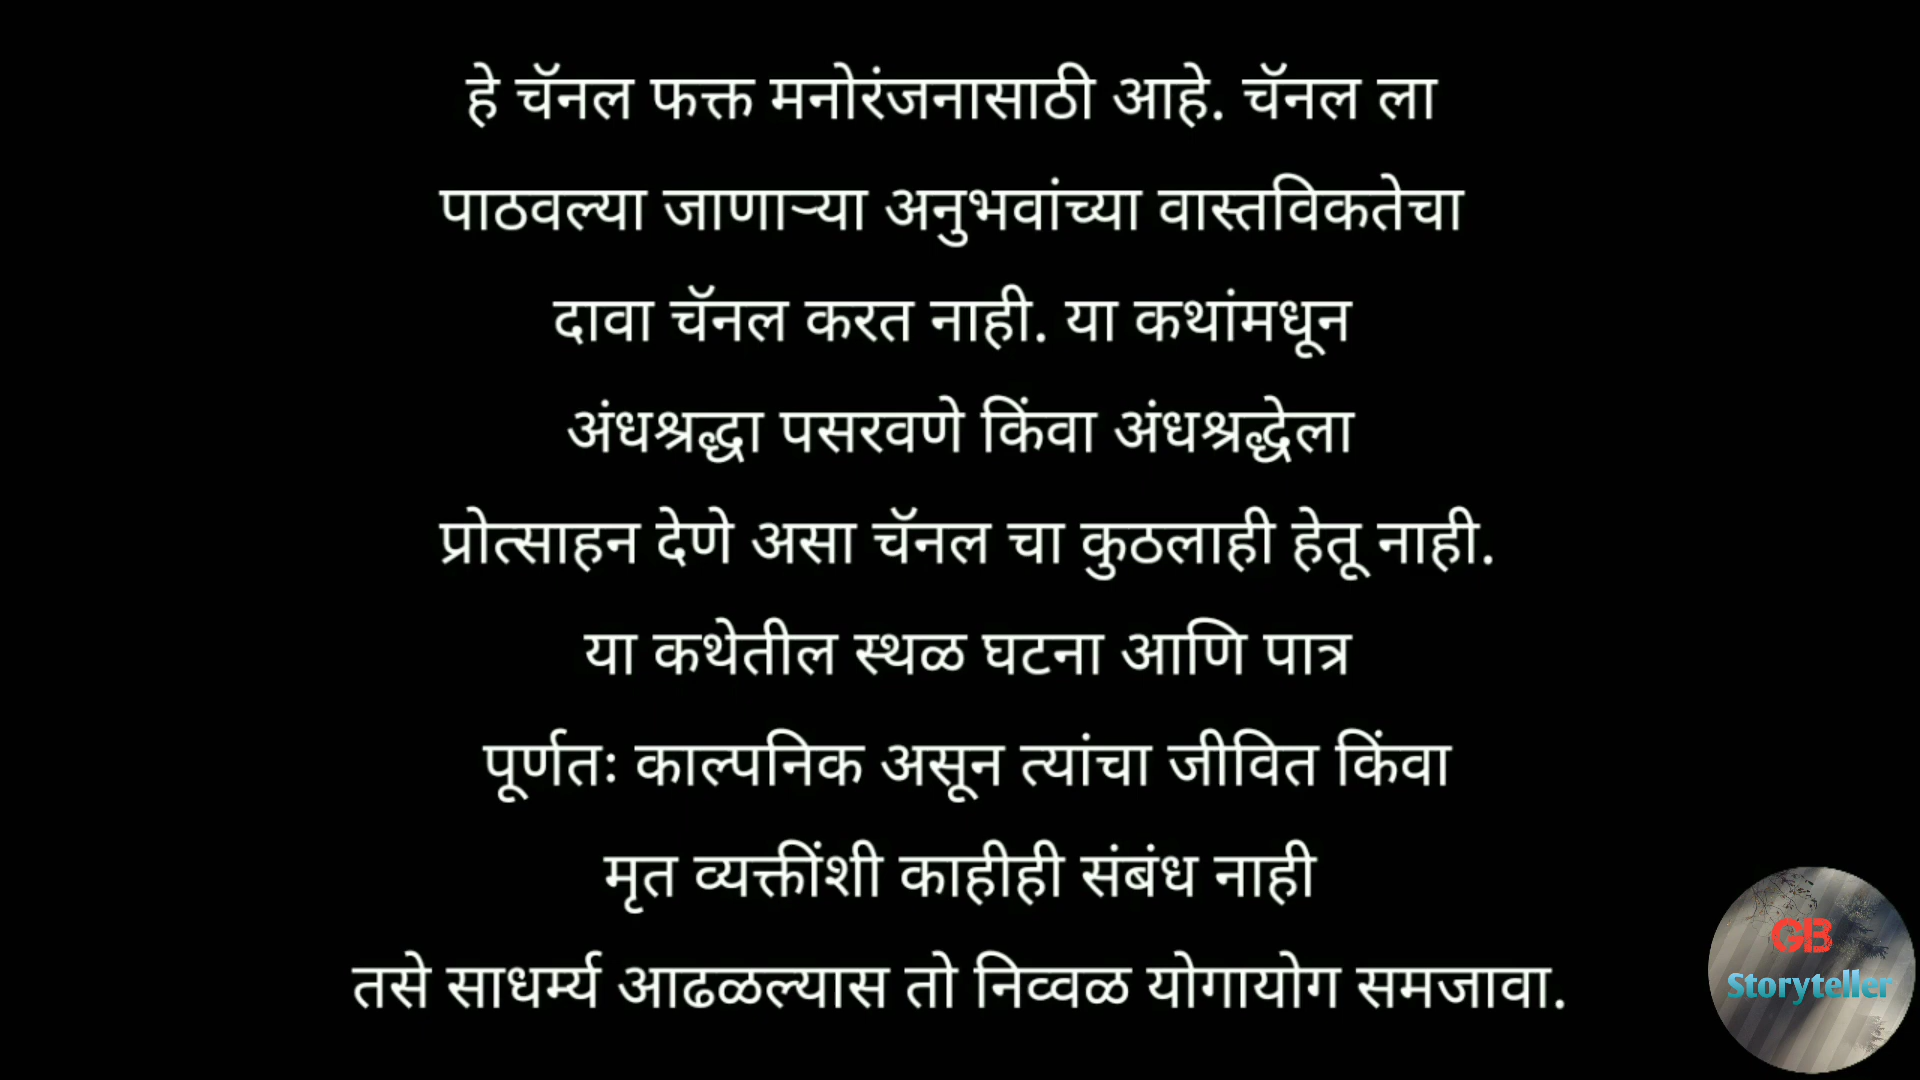 हे चॅनल फक्त मनोरंजनासाठी आहे. चॅनल ला
पाठवल्या जाणाऱ्या अनुभवांच्या वास्तविकतेचा
दावा चॅनल करत नाही. या कथांमधून
अंधश्रद्धा पसरवणे किंवा अंधश्रद्धेला
प्रोत्साहन देणे असा चॅनल चा कुठलाही हेतू नाही.
या कथेतील स्थळ घटना आणि पात्र
पूर्णतः काल्पनिक असून त्यांचा जीवित किंवा
मृत व्यक्तींशी काहीही संबंध नाही
तसे साधर्म्य आढळल्यास तो निव्वळ योगायोग समजावा.
GB
Storyteller